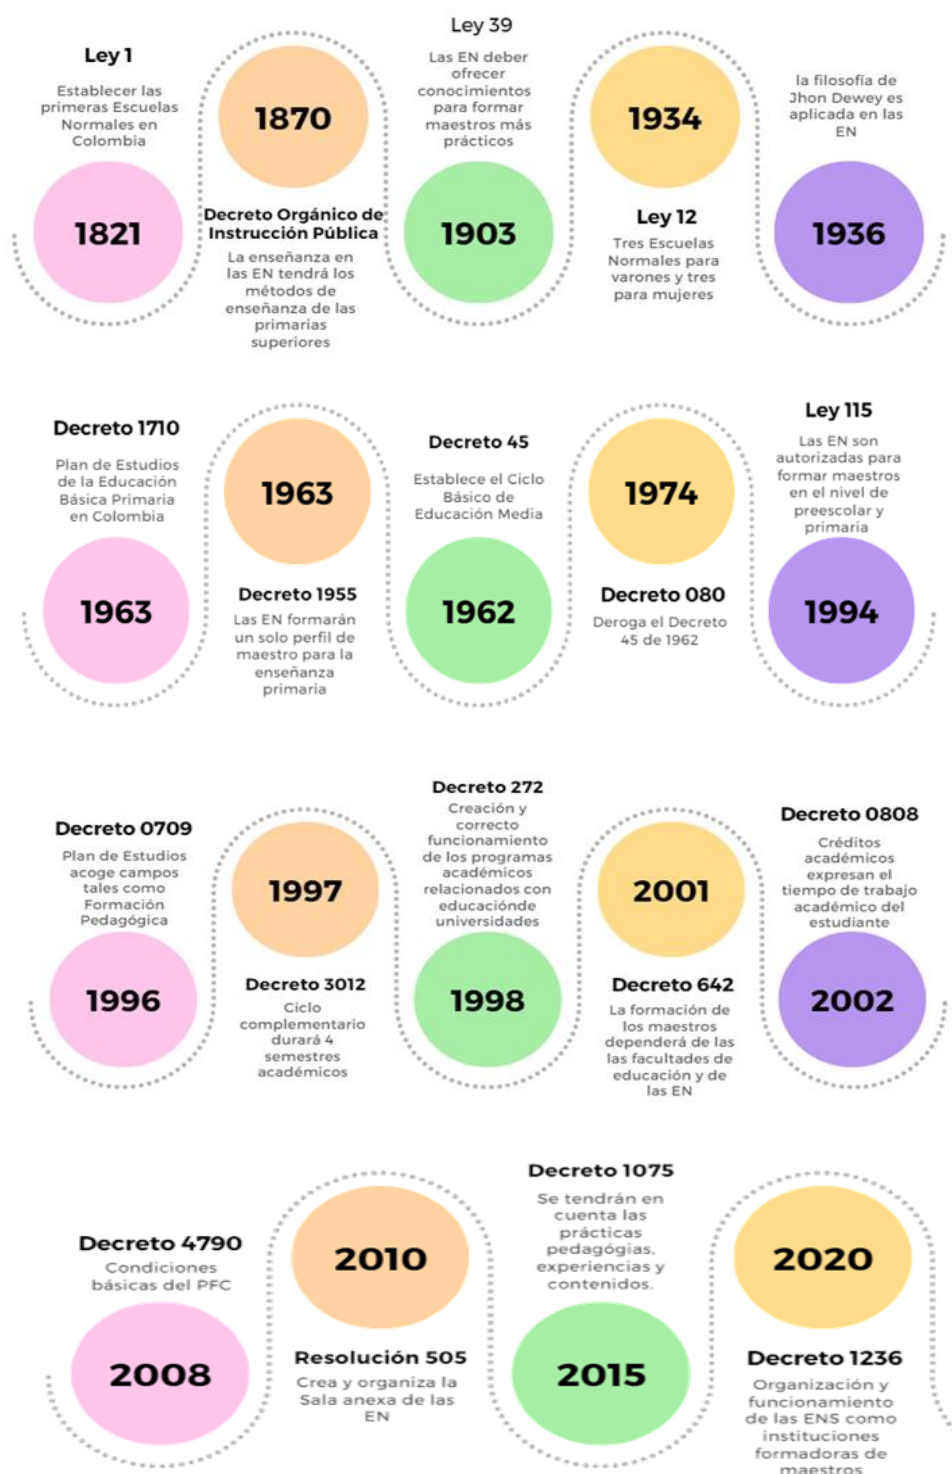 Ley 1
Establecer las
primeras Escuelas
Normales en
Colombia
1821
1870
Decreto Orgánico de
Instrucción Pública
La enseñanza en
las EN tendrá los
métodos de
enseñanza de las
primarias
superiores
Ley 39
Las EN deber
ofrecer
conocimientos
para formar
maestros más
prácticos
1903
1934
Ley 12
Tres Escuelas
Normales para
varones y tres
para mujeres
la filosofía de
Jhon Dewey es
aplicada en las
EN
1936
Decreto 1710
Plan de Estudios
de la Educación
Básica Primaria
en Colombia
1963
1963
Decreto 1955
Las EN formarán
un solo perfil de
maestro para la
enseñanza
primaria
Decreto 45
Establece el Ciclo
Básico de
Educación Media
1962
1974
Decreto 080
Deroga el Decreto
45 de 1962
Ley 115
Las EN son
autorizadas para
formar maestros
en el nivel de
preescolar y
primaria
1994
Decreto 0709
Plan de Estudios
acoge campos
tales como
Formación
Pedagógica
1996
1997
Decreto 3012
Ciclo
complementario
durará 4
semestres
académicos
Decreto 272
Creación y
correcto
funcionamiento
de los programas
académicos
relacionados con
educaciónde
universidades
1998
2001
Decreto 642
La formación de
los maestros
dependerá de las
las facultades de
educación y de
las EN
Decreto 0808
Créditos
académicos
expresan el
tiempo de trabajo
académico del
estudiante
2002
Decreto 4790
Condiciones
básicas del PFC
2008
2010
Resolución 505
Crea y organiza la
Sala anexa de las
EN
Decreto 1075
Se tendrán en
cuenta las
prácticas
pedagógias,
experiencias y
contenidos.
2015
2020
Decreto 1236
Organización y
funcionamiento
de las ENS como
instituciones
formadoras de
maestros